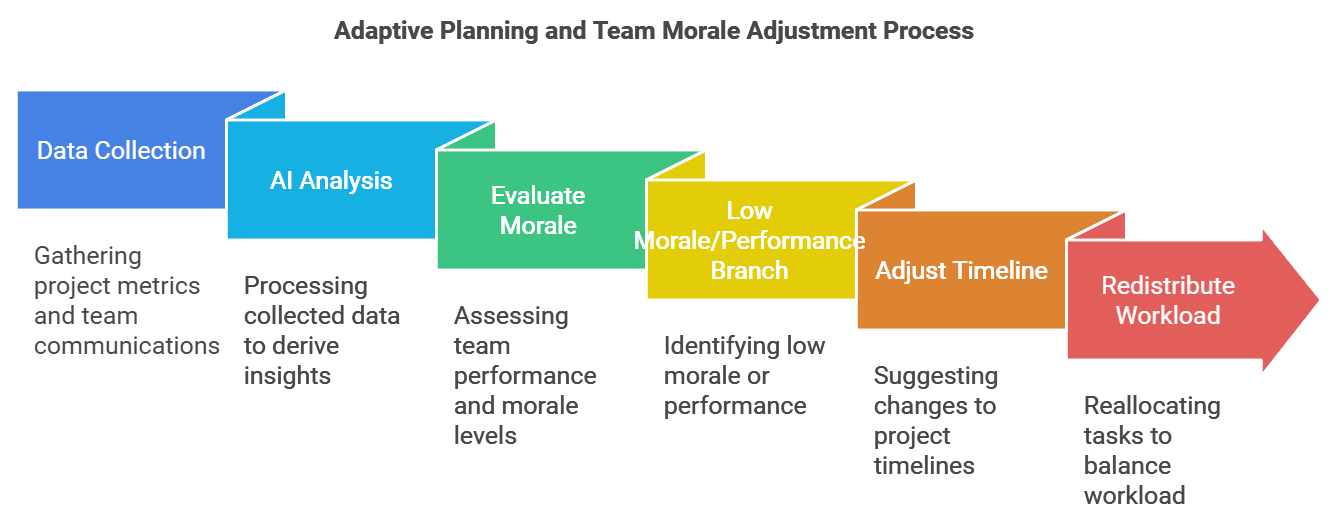 Adaptive Planning and Team Morale Adjustment Process
Data Collection
Gathering
project metrics
and team
communications
AI Analysis
Processing
collected data
to derive
insights
Evaluate
Morale
Assessing
team
performance
and morale
levels
Low
Morale/Performance
Branch
Identifying low
morale or
performance
Adjust Timeline
Suggesting
changes to
project
timelines
Redistribute
Workload
Reallocating
tasks to
balance
workload